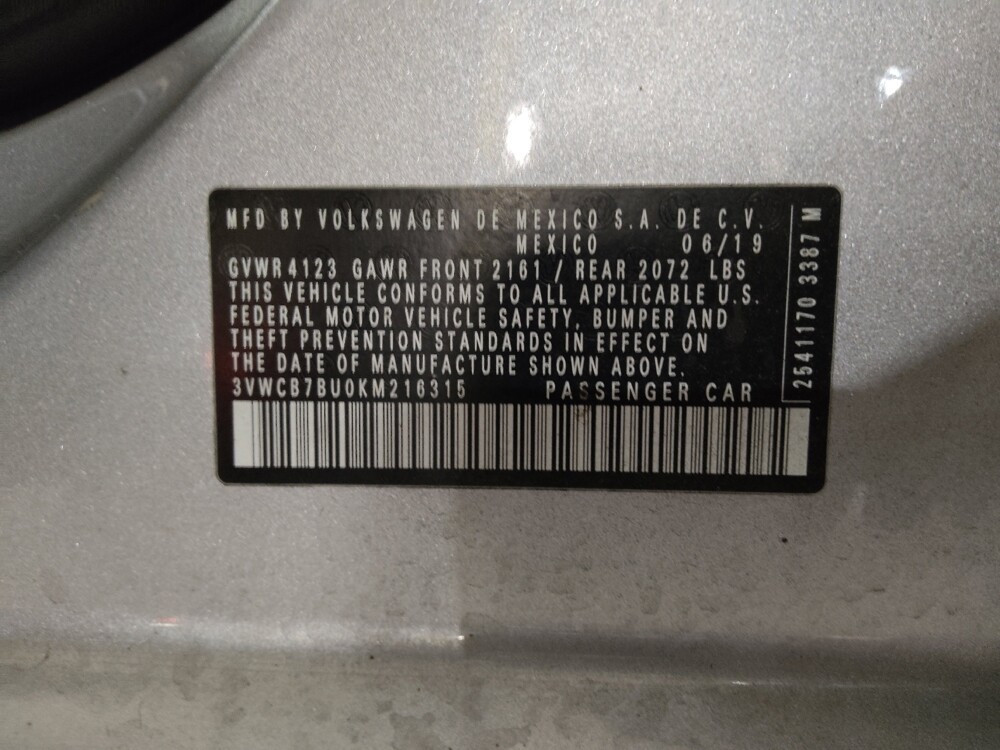 MFD BY VOLKSWAGEN DE MEXICO S.A. DE C.V.
MEXICO 06/19
GVWR 4123 GAWR FRONT 2161 / REAR 2072 LBS
THIS VEHICLE CONFORMS TO ALL APPLICABLE U.S.
FEDERAL MOTOR VEHICLE SAFETY, BUMPER AND
THEFT PREVENTION STANDARDS IN EFFECT ON
THE DATE OF MANUFACTURE SHOWN ABOVE.
3VWCB7BU0KM216315 PASSENGER CAR
2541170 3387 M